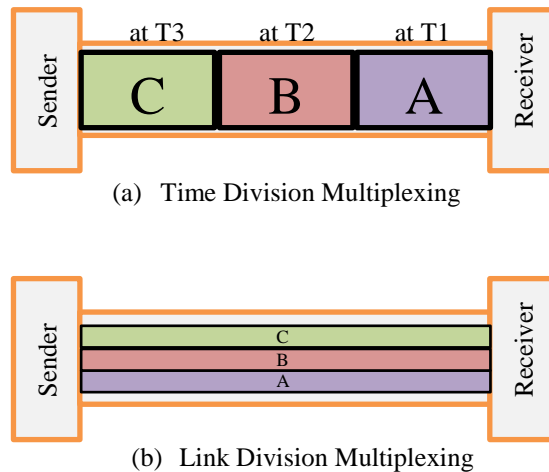 at T3 at T2 at T1
Sender
C B A
Receiver
(a) Time Division Multiplexing
Sender
C
B
A
Receiver
(b) Link Division Multiplexing